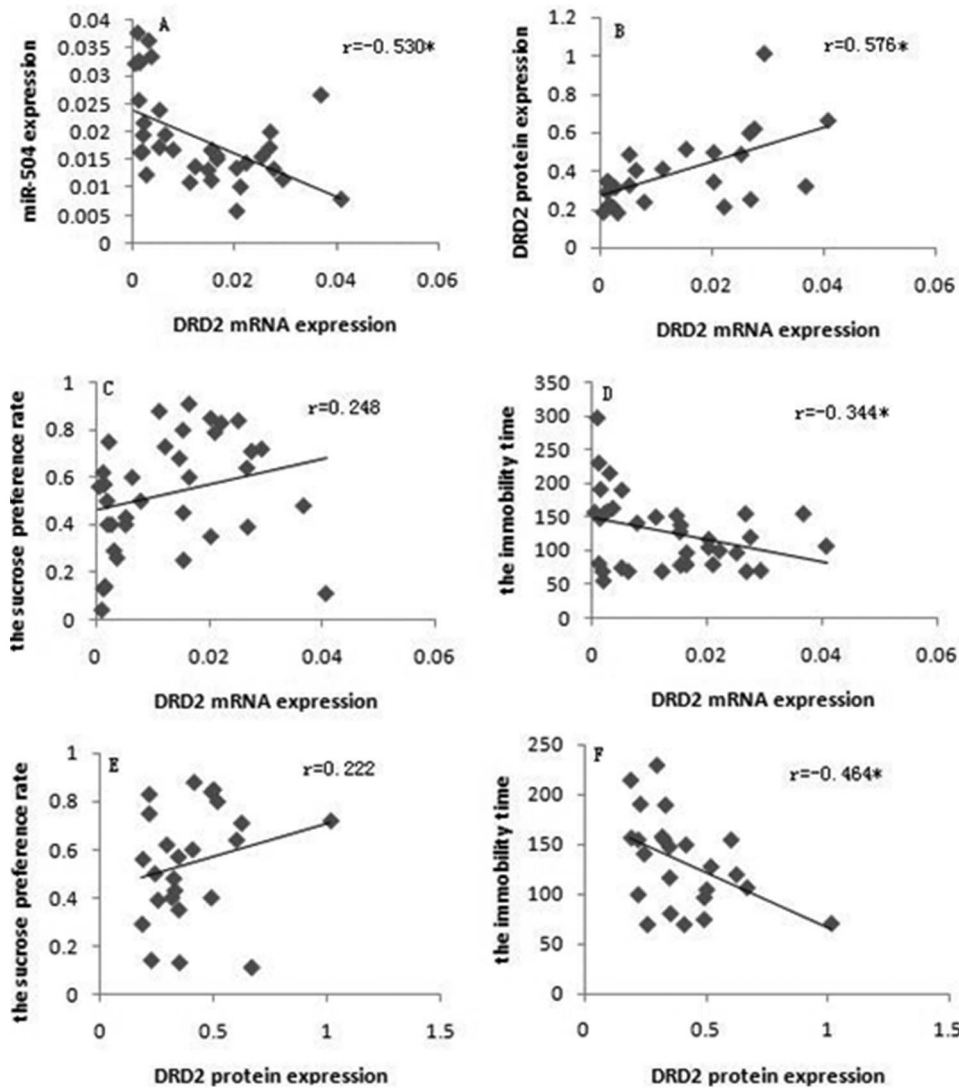 A
r=-0.530*
miR-504 expression
0.04
0.035
0.03
0.025
0.02
0.015
0.01
0.005
0
0 0.02 0.04 0.06
DRD2 mRNA expression
B
r=0.576*
DRD2 protein expression
1.2
1
0.8
0.6
0.4
0.2
0
0 0.02 0.04 0.06
DRD2 mRNA expression
C
r=0.248
the sucrose preference rate
1
0.8
0.6
0.4
0.2
0
0 0.02 0.04 0.06
DRD2 mRNA expression
D
r=-0.344*
the immobility time
350
300
250
200
150
100
50
0
0 0.02 0.04 0.06
DRD2 mRNA expression
E
r=0.222
the sucrose preference rate
1
0.8
0.6
0.4
0.2
0
0 0.5 1 1.5
DRD2 protein expression
F
r=-0.464*
the immobility time
250
200
150
100
50
0
0 0.5 1 1.5
DRD2 protein expression